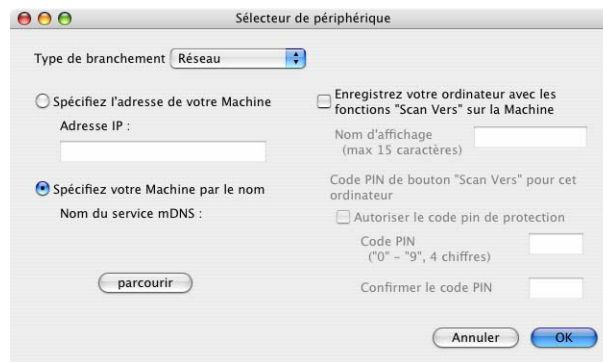 Sélecteur de périphérique
Type de branchement Réseau
Spécifiez l'adresse de votre Machine
Adresse IP :
Spécifiez votre Machine par le nom
Nom du service mDNS :
parcourir
Enregistrez votre ordinateur avec les
fonctions "Scan Vers" sur la Machine
Nom d'affichage
(max 15 caractères)
Code PIN de bouton "Scan Vers" pour cet
ordinateur
Autoriser le code pin de protection
Code PIN
("0" - "9", 4 chiffres)
Confirmer le code PIN
Annuler OK